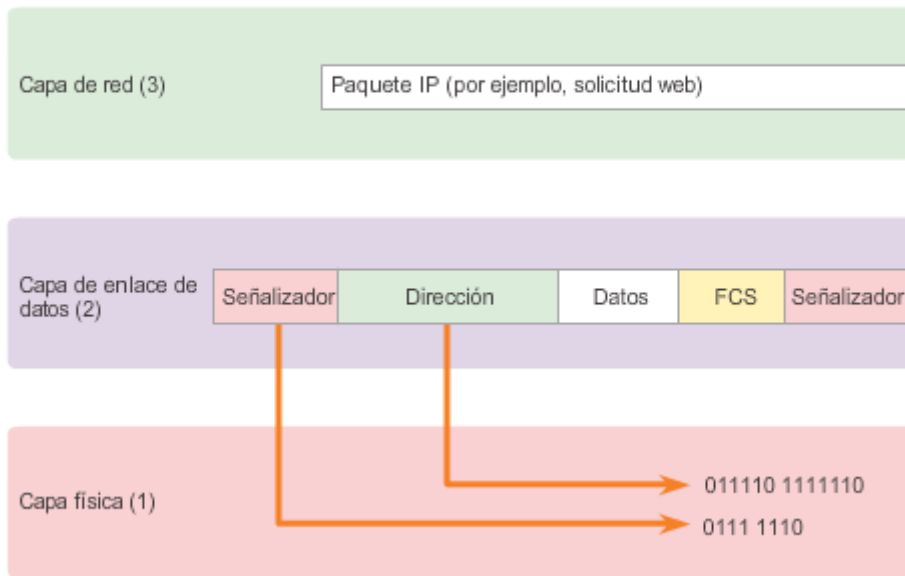 Capa de red (3)
Paquete IP (por ejemplo, solicitud web)
Capa de enlace de
datos (2)
Señalizador
Dirección
Datos
FCS
Señalizador
Capa física (1)
011110 1111110
0111 1110